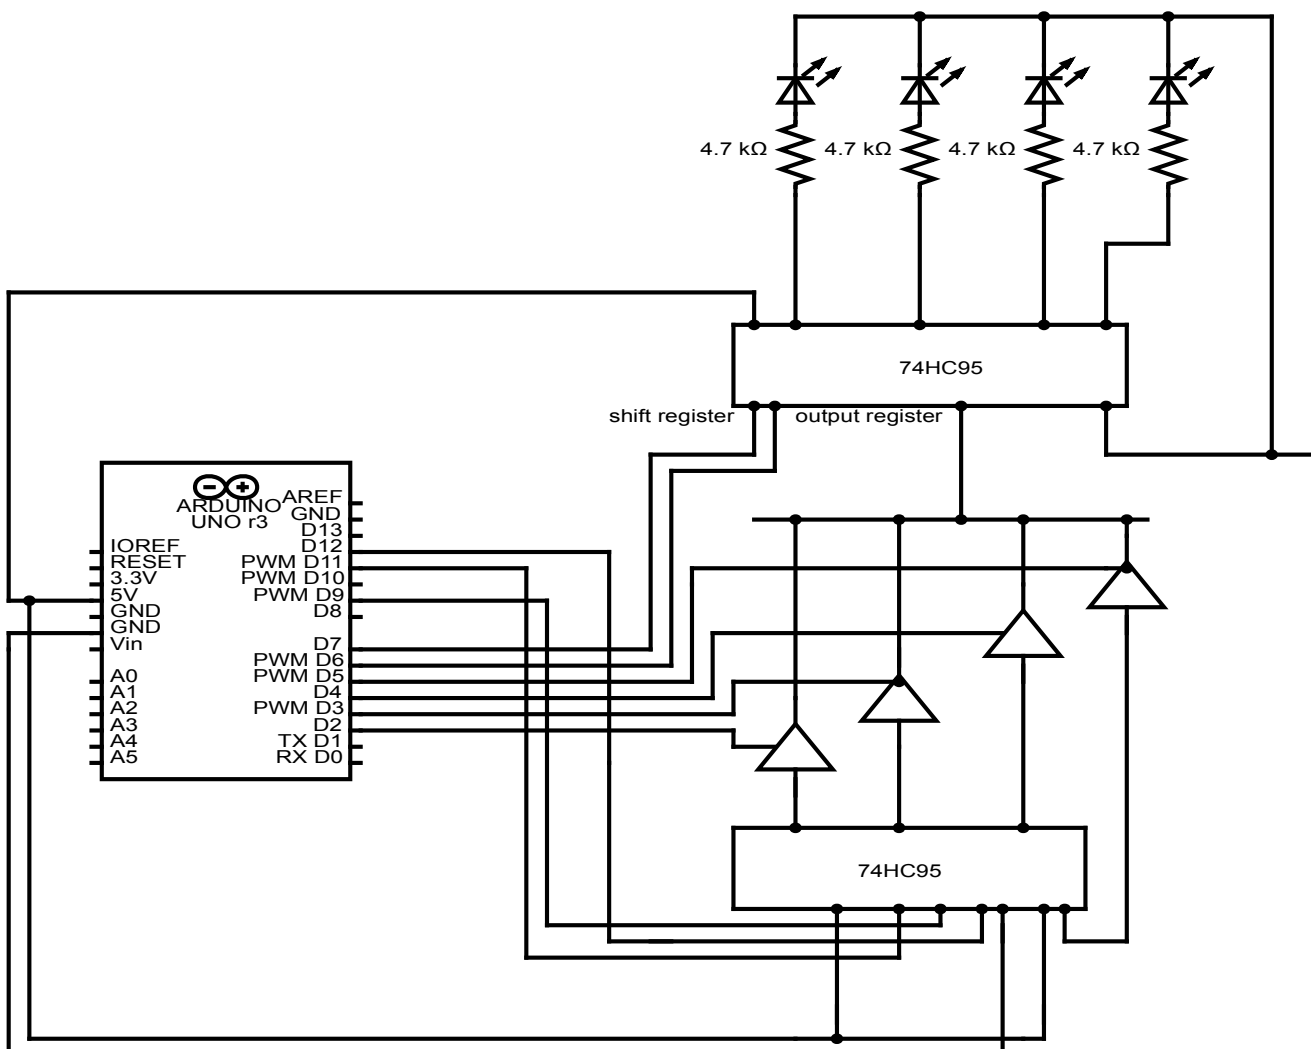 4.7 kΩ 4.7 kΩ 4.7 kΩ 4.7 kΩ
74HC95
shift register
output register
ARDUINO
UNO r3
IOREF
RESET
3.3V
5V
GND
GND
Vin
A0
A1
A2
A3
A4
A5
AREF
GND
D13
D12
PWM D11
PWM D10
PWM D9
D8
D7
PWM D6
PWM D5
D4
PWM D3
D2
TX D1
RX D0
74HC95